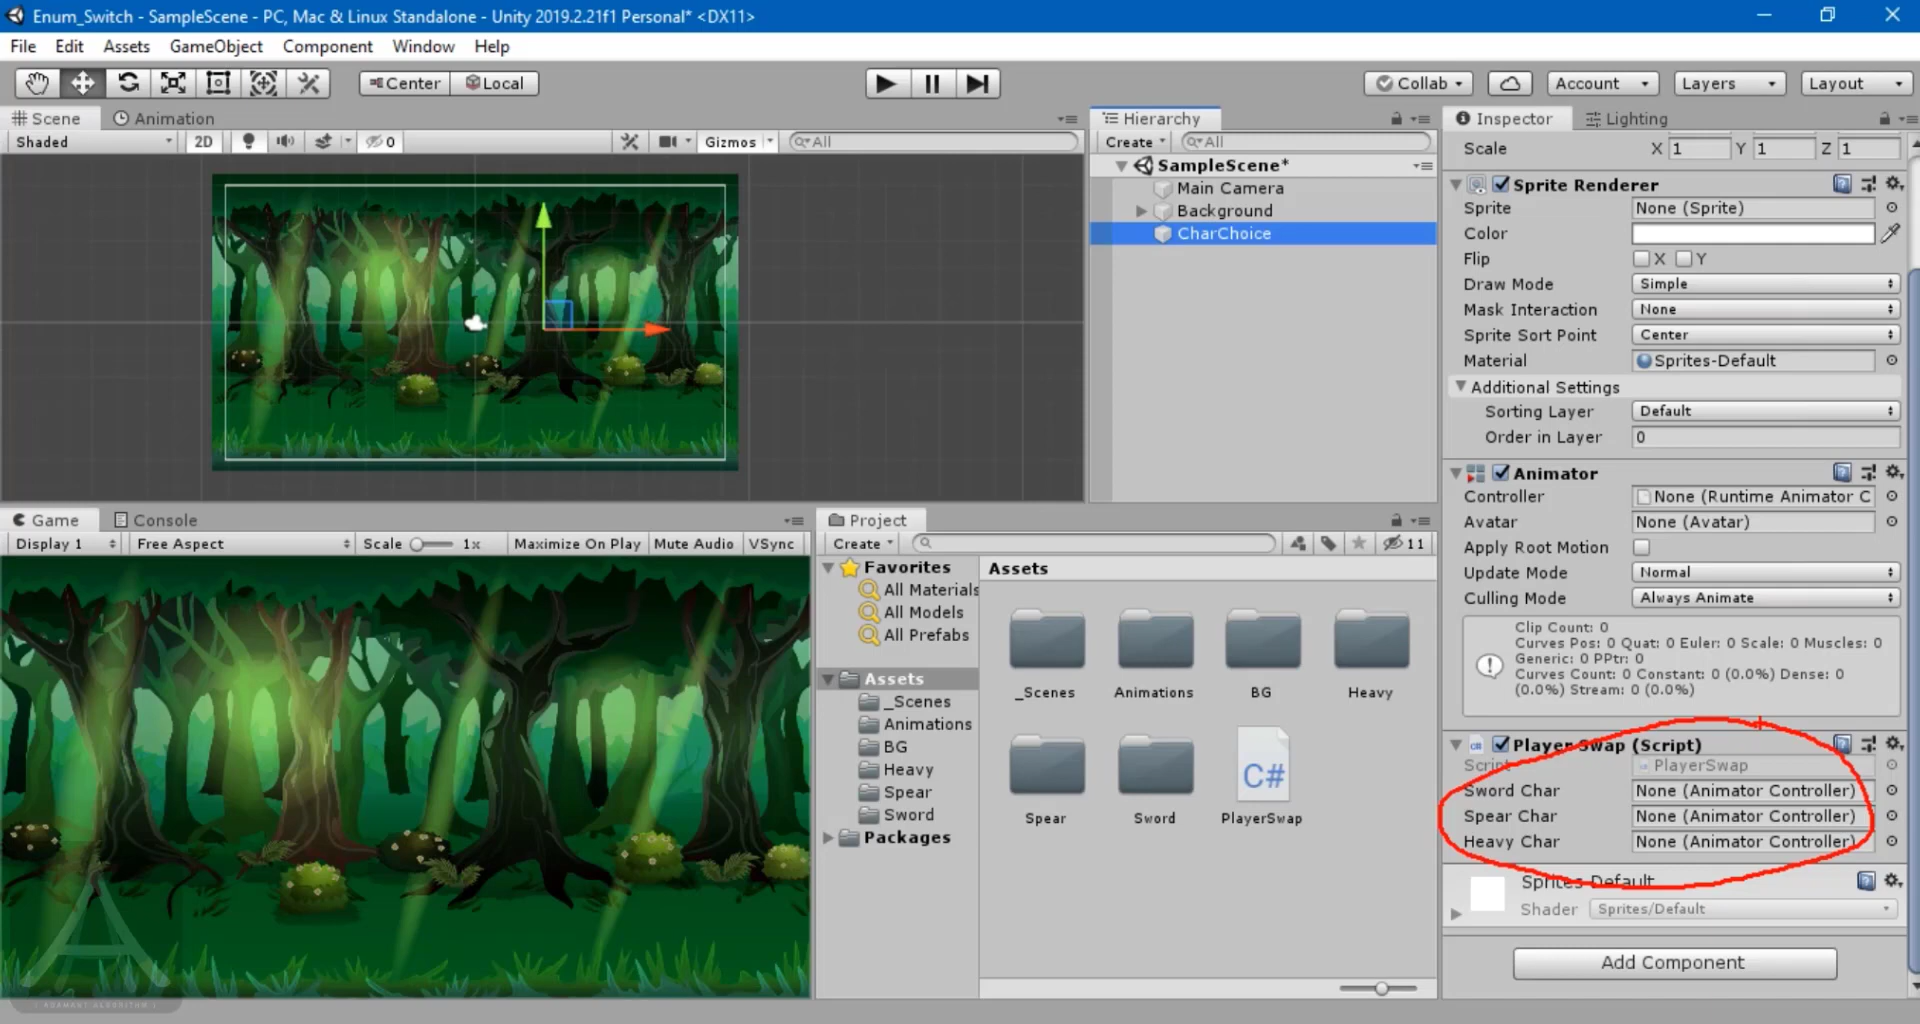 Enum_Switch - SampleScene - PC, Mac & Linux Standalone - Unity 2019.2.21f1 Personal* <DX11>
File Edit Assets GameObject Component Window Help
Center Local Collab Account Layers Layout
Scene Animation
Shaded 2D 0 Gizmos All
Hierarchy
Create All
SampleScene*
Main Camera
Background
CharChoice
Inspector Lighting
Scale X 1 Y 1 Z 1
Sprite Renderer
Sprite None (Sprite)
Color
Flip X Y
Draw Mode Simple
Mask Interaction None
Sprite Sort Point Center
Material Sprites-Default
Additional Settings
Sorting Layer Default
Order in Layer 0
Animator
Controller None (Runtime Animator C
Avatar None (Avatar)
Apply Root Motion
Update Mode Normal
Culling Mode Always Animate
Clip Count: 0
Curves Pos: 0 Quat: 0 Euler: 0 Scale: 0 Muscles: 0
Generic: 0 PPtr: 0
Curves Count: 0 Constant: 0 (0.0%) Dense: 0
(0.0%) Stream: 0 (0.0%)
Player Swap (Script)
Script PlayerSwap
Sword Char None (Animator Controller)
Spear Char None (Animator Controller)
Heavy Char None (Animator Controller)
Sprites-Default
Shader Sprites/Default
Add Component
Game Console
Display 1 Free Aspect Scale 1x Maximize On Play Mute Audio VSync
ADAMANT ALGORITHM
Project
Create 11
Favorites
All Materials
All Models
All Prefabs
Assets
_Scenes
Animations
BG
Heavy
Spear
Sword
Packages
Assets
_Scenes Animations BG Heavy
C#
Spear Sword PlayerSwap